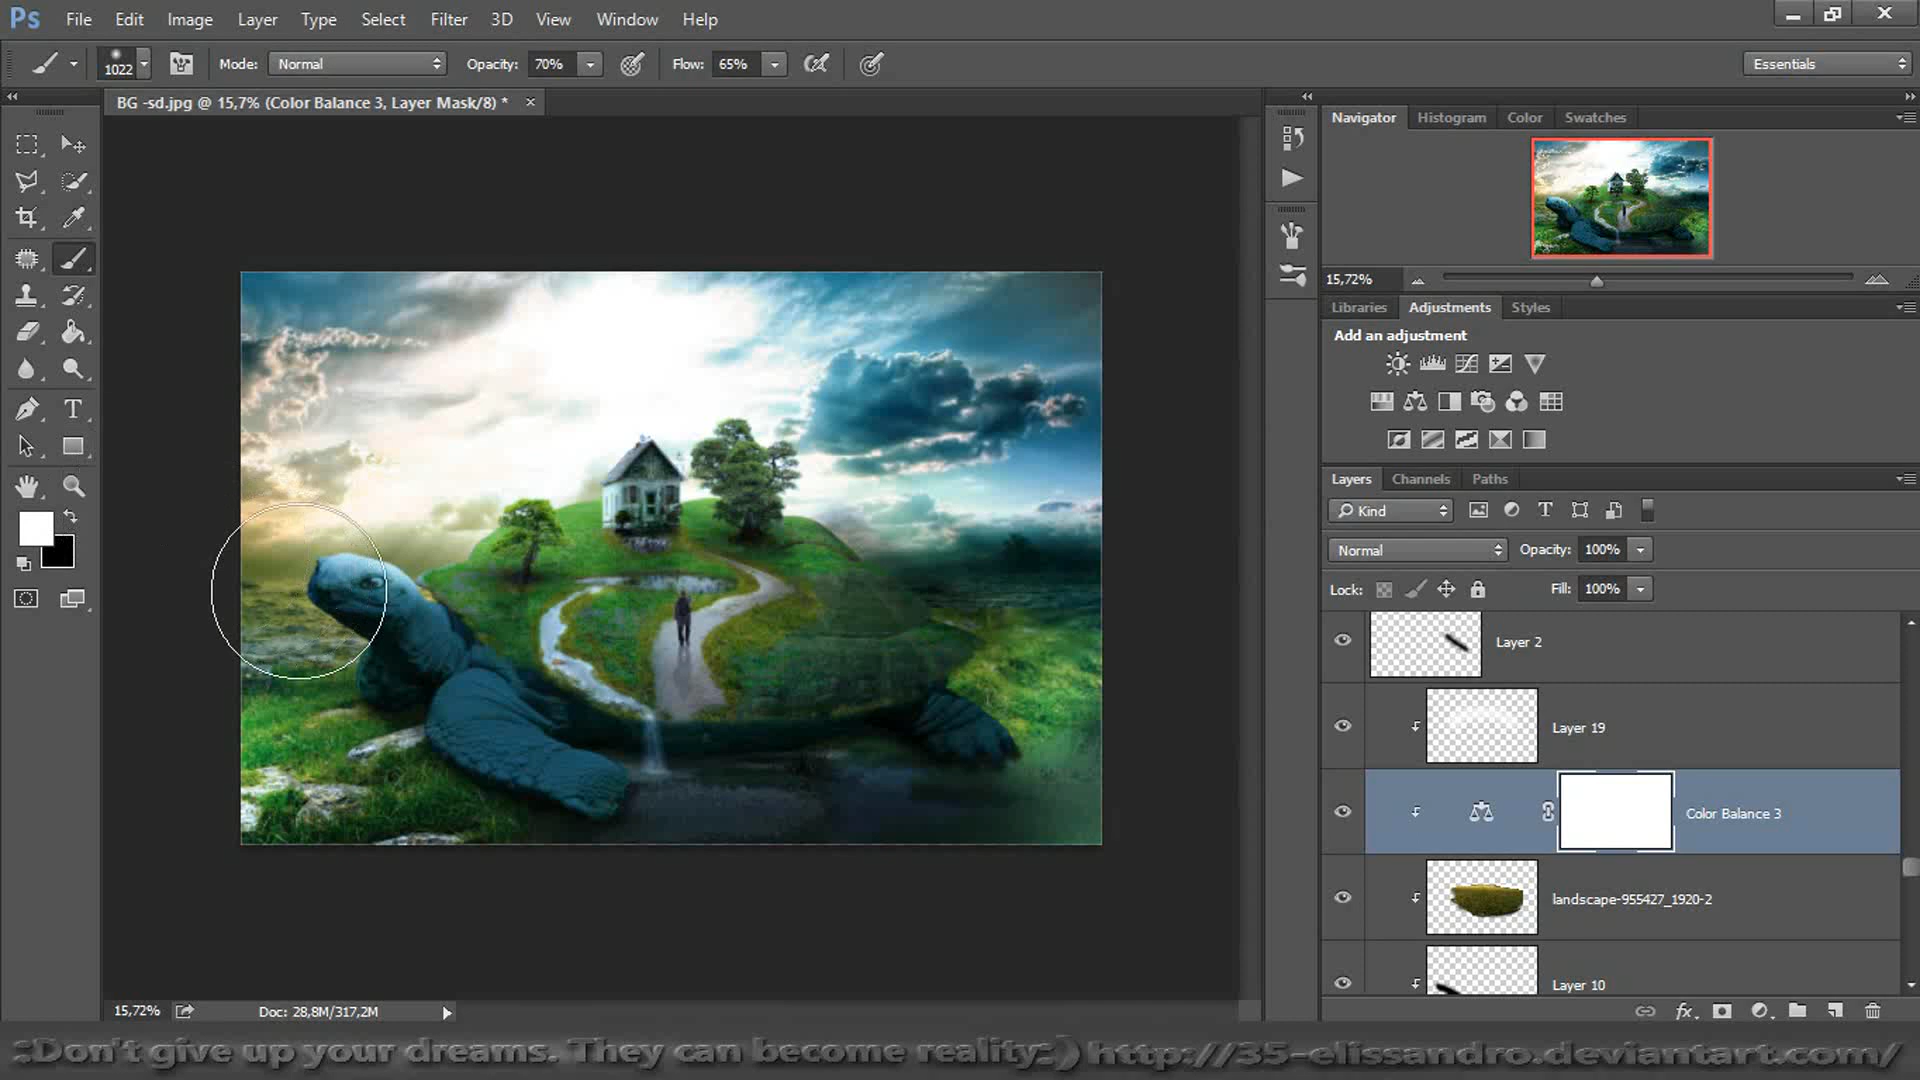 Ps File Edit Image Layer Type Select Filter 3D View Window Help
1022 Mode: Normal Opacity: 70% Flow: 65% Essentials
BG -sd.jpg @ 15,7% (Color Balance 3, Layer Mask/8) *
Navigator Histogram Color Swatches
15,72%
Libraries Adjustments Styles
Add an adjustment
Layers Channels Paths
Kind
Normal Opacity: 100%
Lock: Fill: 100%
Layer 2
Layer 19
Color Balance 3
landscape-955427_1920-2
Layer 10
15,72% Doc: 28,8M/317,2M
:Don't give up your dreams. They can become reality:) http://35-elissandro.deviantart.com/